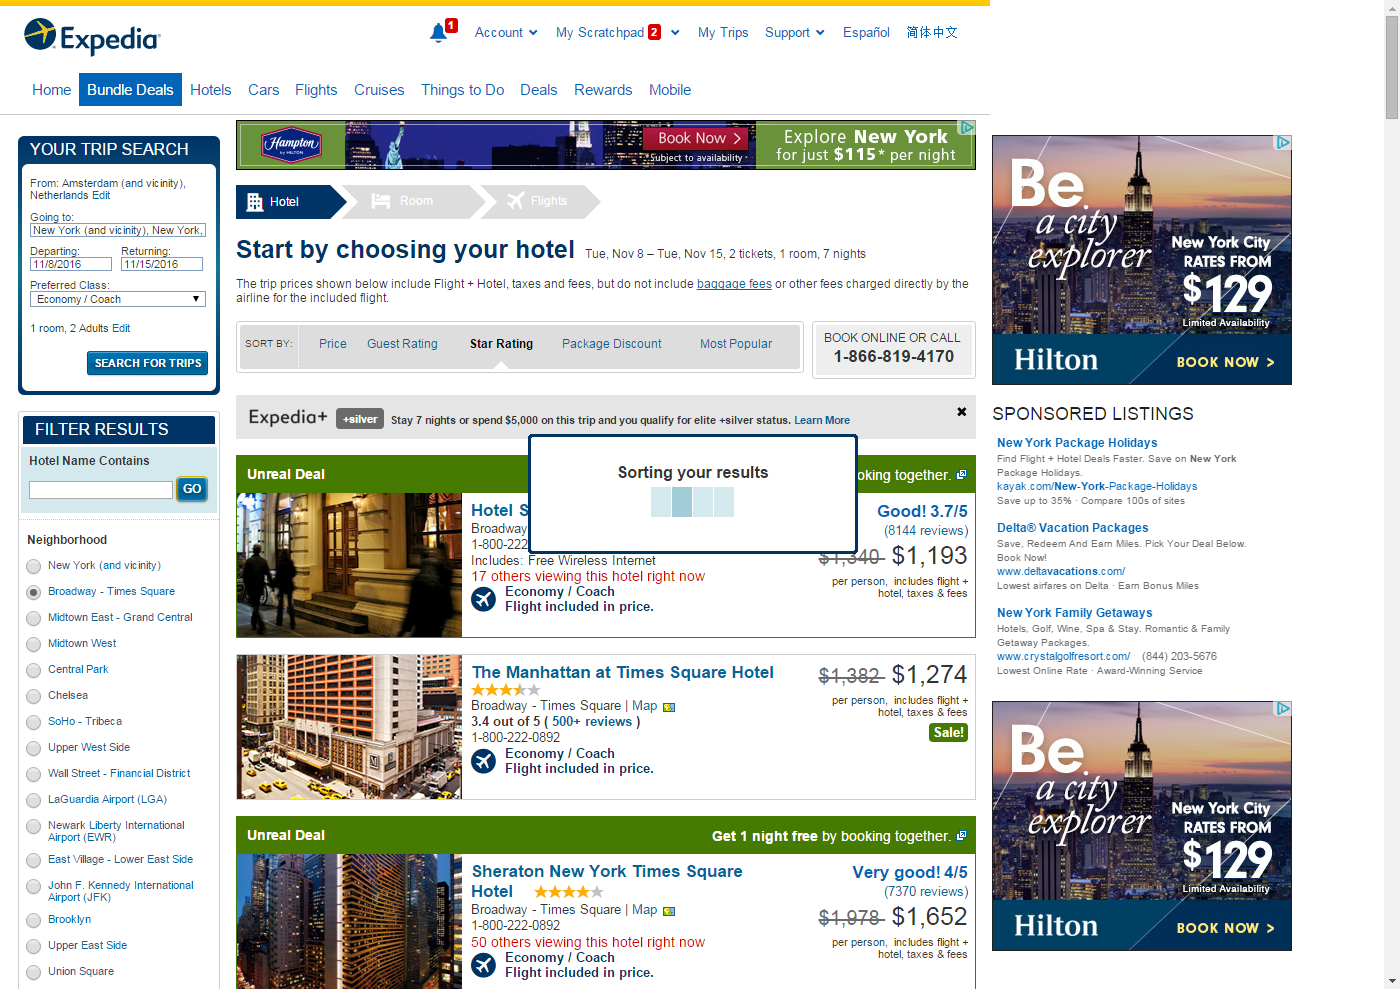 Expedia
1
Account
My Scratchpad 2
My Trips
Support
Español
简体中文
Home
Bundle Deals
Hotels
Cars
Flights
Cruises
Things to Do
Deals
Rewards
Mobile
YOUR TRIP SEARCH
From: Amsterdam (and vicinity),
Netherlands Edit
Going to:
New York (and vicinity), New York,
Departing:
Returning:
11/8/2016
11/15/2016
Preferred Class:
Economy / Coach
1 room, 2 Adults Edit
SEARCH FOR TRIPS
FILTER RESULTS
Hotel Name Contains
GO
Neighborhood
New York (and vicinity)
Broadway - Times Square
Midtown East - Grand Central
Midtown West
Central Park
Chelsea
SoHo - Tribeca
Upper West Side
Wall Street - Financial District
LaGuardia Airport (LGA)
Newark Liberty International
Airport (EWR)
East Village - Lower East Side
John F. Kennedy International
Airport (JFK)
Brooklyn
Upper East Side
Union Square
Hampton
by HILTON
Book Now >
*Subject to availability
Explore New York
for just $115* per night
Hotel
Room
Flights
Start by choosing your hotel
Tue, Nov 8 – Tue, Nov 15, 2 tickets, 1 room, 7 nights
The trip prices shown below include Flight + Hotel, taxes and fees, but do not include baggage fees or other fees charged directly by the
airline for the included flight.
SORT BY:
Price
Guest Rating
Star Rating
Package Discount
Most Popular
BOOK ONLINE OR CALL
1-866-819-4170
Expedia+ +silver Stay 7 nights or spend $5,000 on this trip and you qualify for elite +silver status. Learn More
Sorting your results
Unreal Deal
oking together.
Hotel S
Broadway
1-800-222
Includes: Free Wireless Internet
17 others viewing this hotel right now
Economy / Coach
Flight included in price.
Good! 3.7/5
(8144 reviews)
$1,340 $1,193
per person, includes flight +
hotel, taxes & fees
The Manhattan at Times Square Hotel
Broadway - Times Square | Map
3.4 out of 5 ( 500+ reviews )
1-800-222-0892
Economy / Coach
Flight included in price.
$1,382 $1,274
per person, includes flight +
hotel, taxes & fees
Sale!
Unreal Deal
Get 1 night free by booking together.
Sheraton New York Times Square
Hotel
Broadway - Times Square | Map
1-800-222-0892
50 others viewing this hotel right now
Economy / Coach
Flight included in price.
Very good! 4/5
(7370 reviews)
$1,978 $1,652
per person, includes flight +
hotel, taxes & fees
Be
a city
explorer
New York City
RATES FROM
$129
Limited Availability
Hilton
BOOK NOW >
SPONSORED LISTINGS
New York Package Holidays
Find Flight + Hotel Deals Faster. Save on New York
Package Holidays.
kayak.com/New-York-Package-Holidays
Save up to 35% · Compare 100s of sites
Delta® Vacation Packages
Save, Redeem And Earn Miles. Pick Your Deal Below.
Book Now!
www.deltavacations.com/
Lowest airfares on Delta · Earn Bonus Miles
New York Family Getaways
Hotels, Golf, Wine, Spa & Stay. Romantic & Family
Getaway Packages.
www.crystalgolfresort.com/ (844) 203-5676
Lowest Online Rate · Award-Winning Service
Be
a city
explorer
New York City
RATES FROM
$129
Limited Availability
Hilton
BOOK NOW >